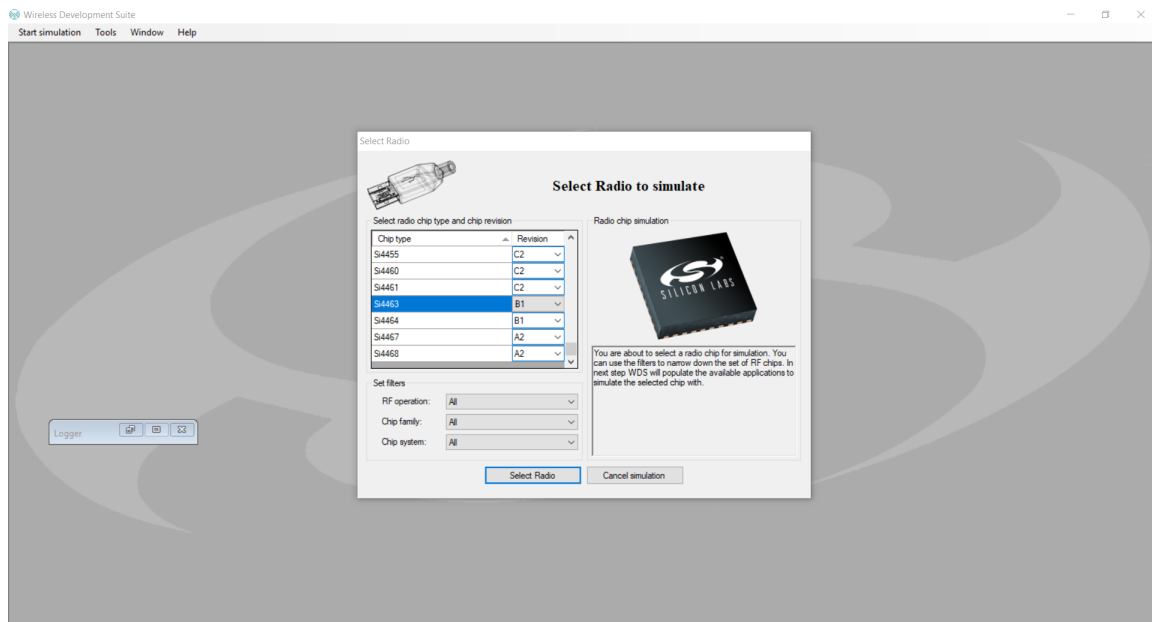 Wireless Development Suite
Start simulation Tools Window Help
Select Radio
Select Radio to simulate
Select radio chip type and chip revision
Chip type Revision
Si4455 C2
Si4460 C2
Si4461 C2
Si4463 B1
Si4464 B1
Si4467 A2
Si4468 A2
Set filters
RF operation: All
Chip family: All
Chip system: All
Radio chip simulation
SILICON LABS
You are about to select a radio chip for simulation. You
can use the filters to narrow down the set of RF chips. In
next step WDS will populate the available applications to
simulate the selected chip with.
Select Radio Cancel simulation
Logger